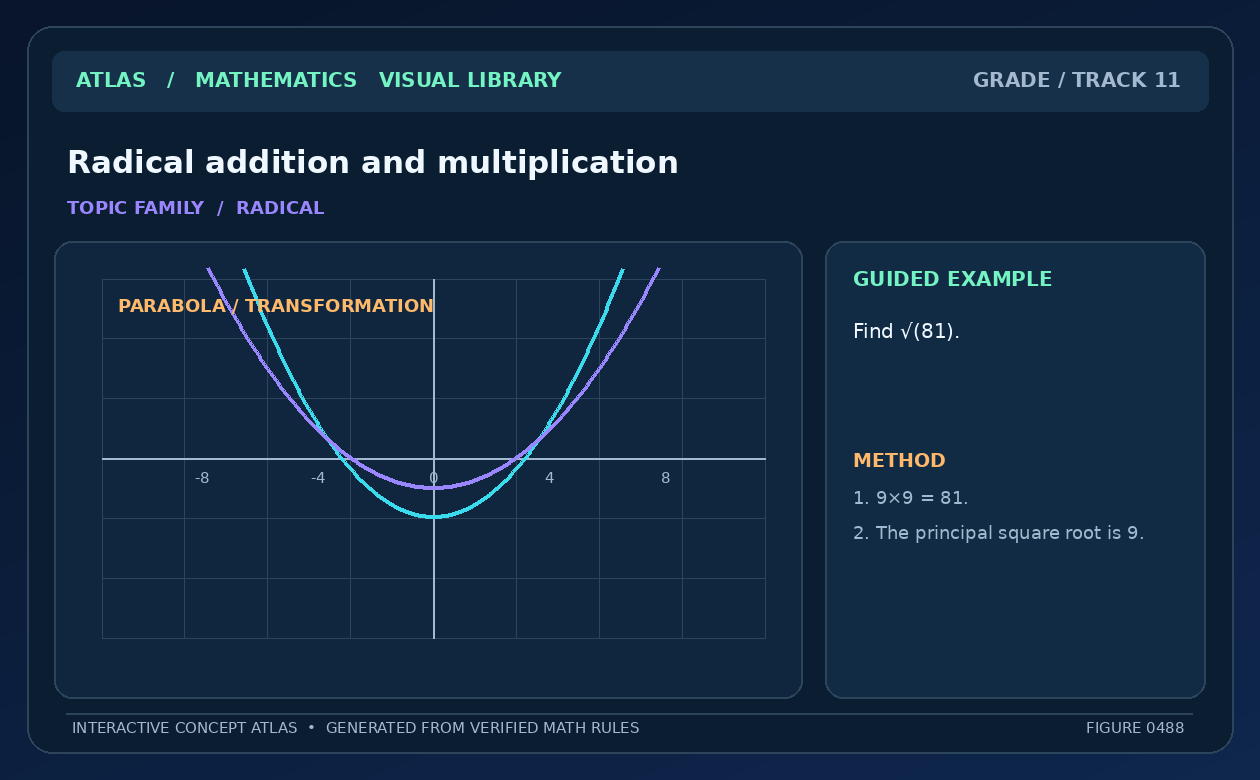 ATLAS / MATHEMATICS VISUAL LIBRARY
GRADE / TRACK 11
Radical addition and multiplication
TOPIC FAMILY / RADICAL
PARABOLA / TRANSFORMATION
-8 -4 0 4 8
GUIDED EXAMPLE
Find √(81).
METHOD
1. 9×9 = 81.
2. The principal square root is 9.
INTERACTIVE CONCEPT ATLAS • GENERATED FROM VERIFIED MATH RULES
FIGURE 0488